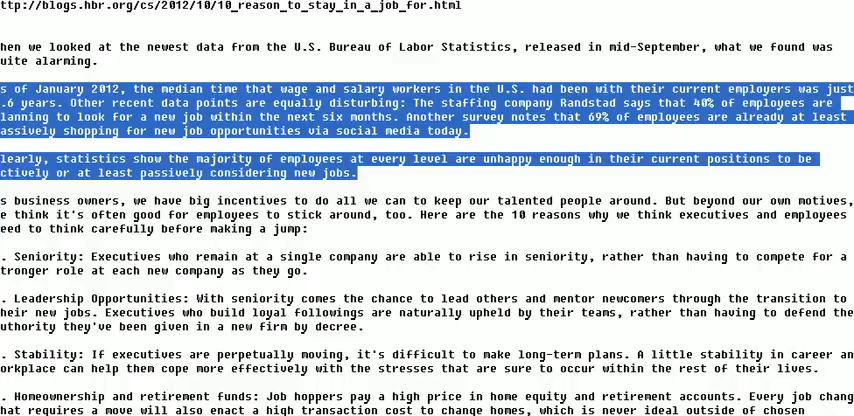 ttp://blogs.hbr.org/cs/2012/10/10_reason_to_stay_in_a_job_for.html
hen we looked at the newest data from the U.S. Bureau of Labor Statistics, released in mid-September, what we found was
uite alarming.
s of January 2012, the median time that wage and salary workers in the U.S. had been with their current employers was just
.6 years. Other recent data points are equally disturbing: The staffing company Randstad says that 40% of employees are
lanning to look for a new job within the next six months. Another survey notes that 69% of employees are already at least
assively shopping for new job opportunities via social media today.
learly, statistics show the majority of employees at every level are unhappy enough in their current positions to be
ctively or at least passively considering new jobs.
s business owners, we have big incentives to do all we can to keep our talented people around. But beyond our own motives,
e think it's often good for employees to stick around, too. Here are the 10 reasons why we think executives and employees
eed to think carefully before making a jump:
. Seniority: Executives who remain at a single company are able to rise in seniority, rather than having to compete for a
tronger role at each new company as they go.
. Leadership Opportunities: With seniority comes the chance to lead others and mentor newcomers through the transition to
heir new jobs. Executives who build loyal followings are naturally upheld by their teams, rather than having to defend the
uthority they've been given in a new firm by decree.
. Stability: If executives are perpetually moving, it's difficult to make long-term plans. A little stability in career an
orkplace can help them cope more effectively with the stresses that are sure to occur within the rest of their lives.
. Homeownership and retirement funds: Job hoppers pay a high price in home equity and retirement accounts. Every job chang
hat requires a move will also enact a high transaction cost to change homes, which is never ideal outside of chosen